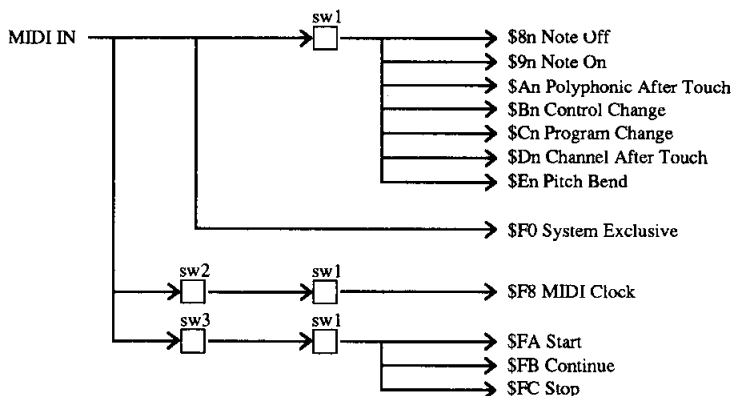 sw1
MIDI IN
$8n Note Off
$9n Note On
$An Polyphonic After Touch
$Bn Control Change
$Cn Program Change
$Dn Channel After Touch
$En Pitch Bend
$F0 System Exclusive
sw2 sw1
$F8 MIDI Clock
sw3 sw1
$FA Start
$FB Continue
$FC Stop